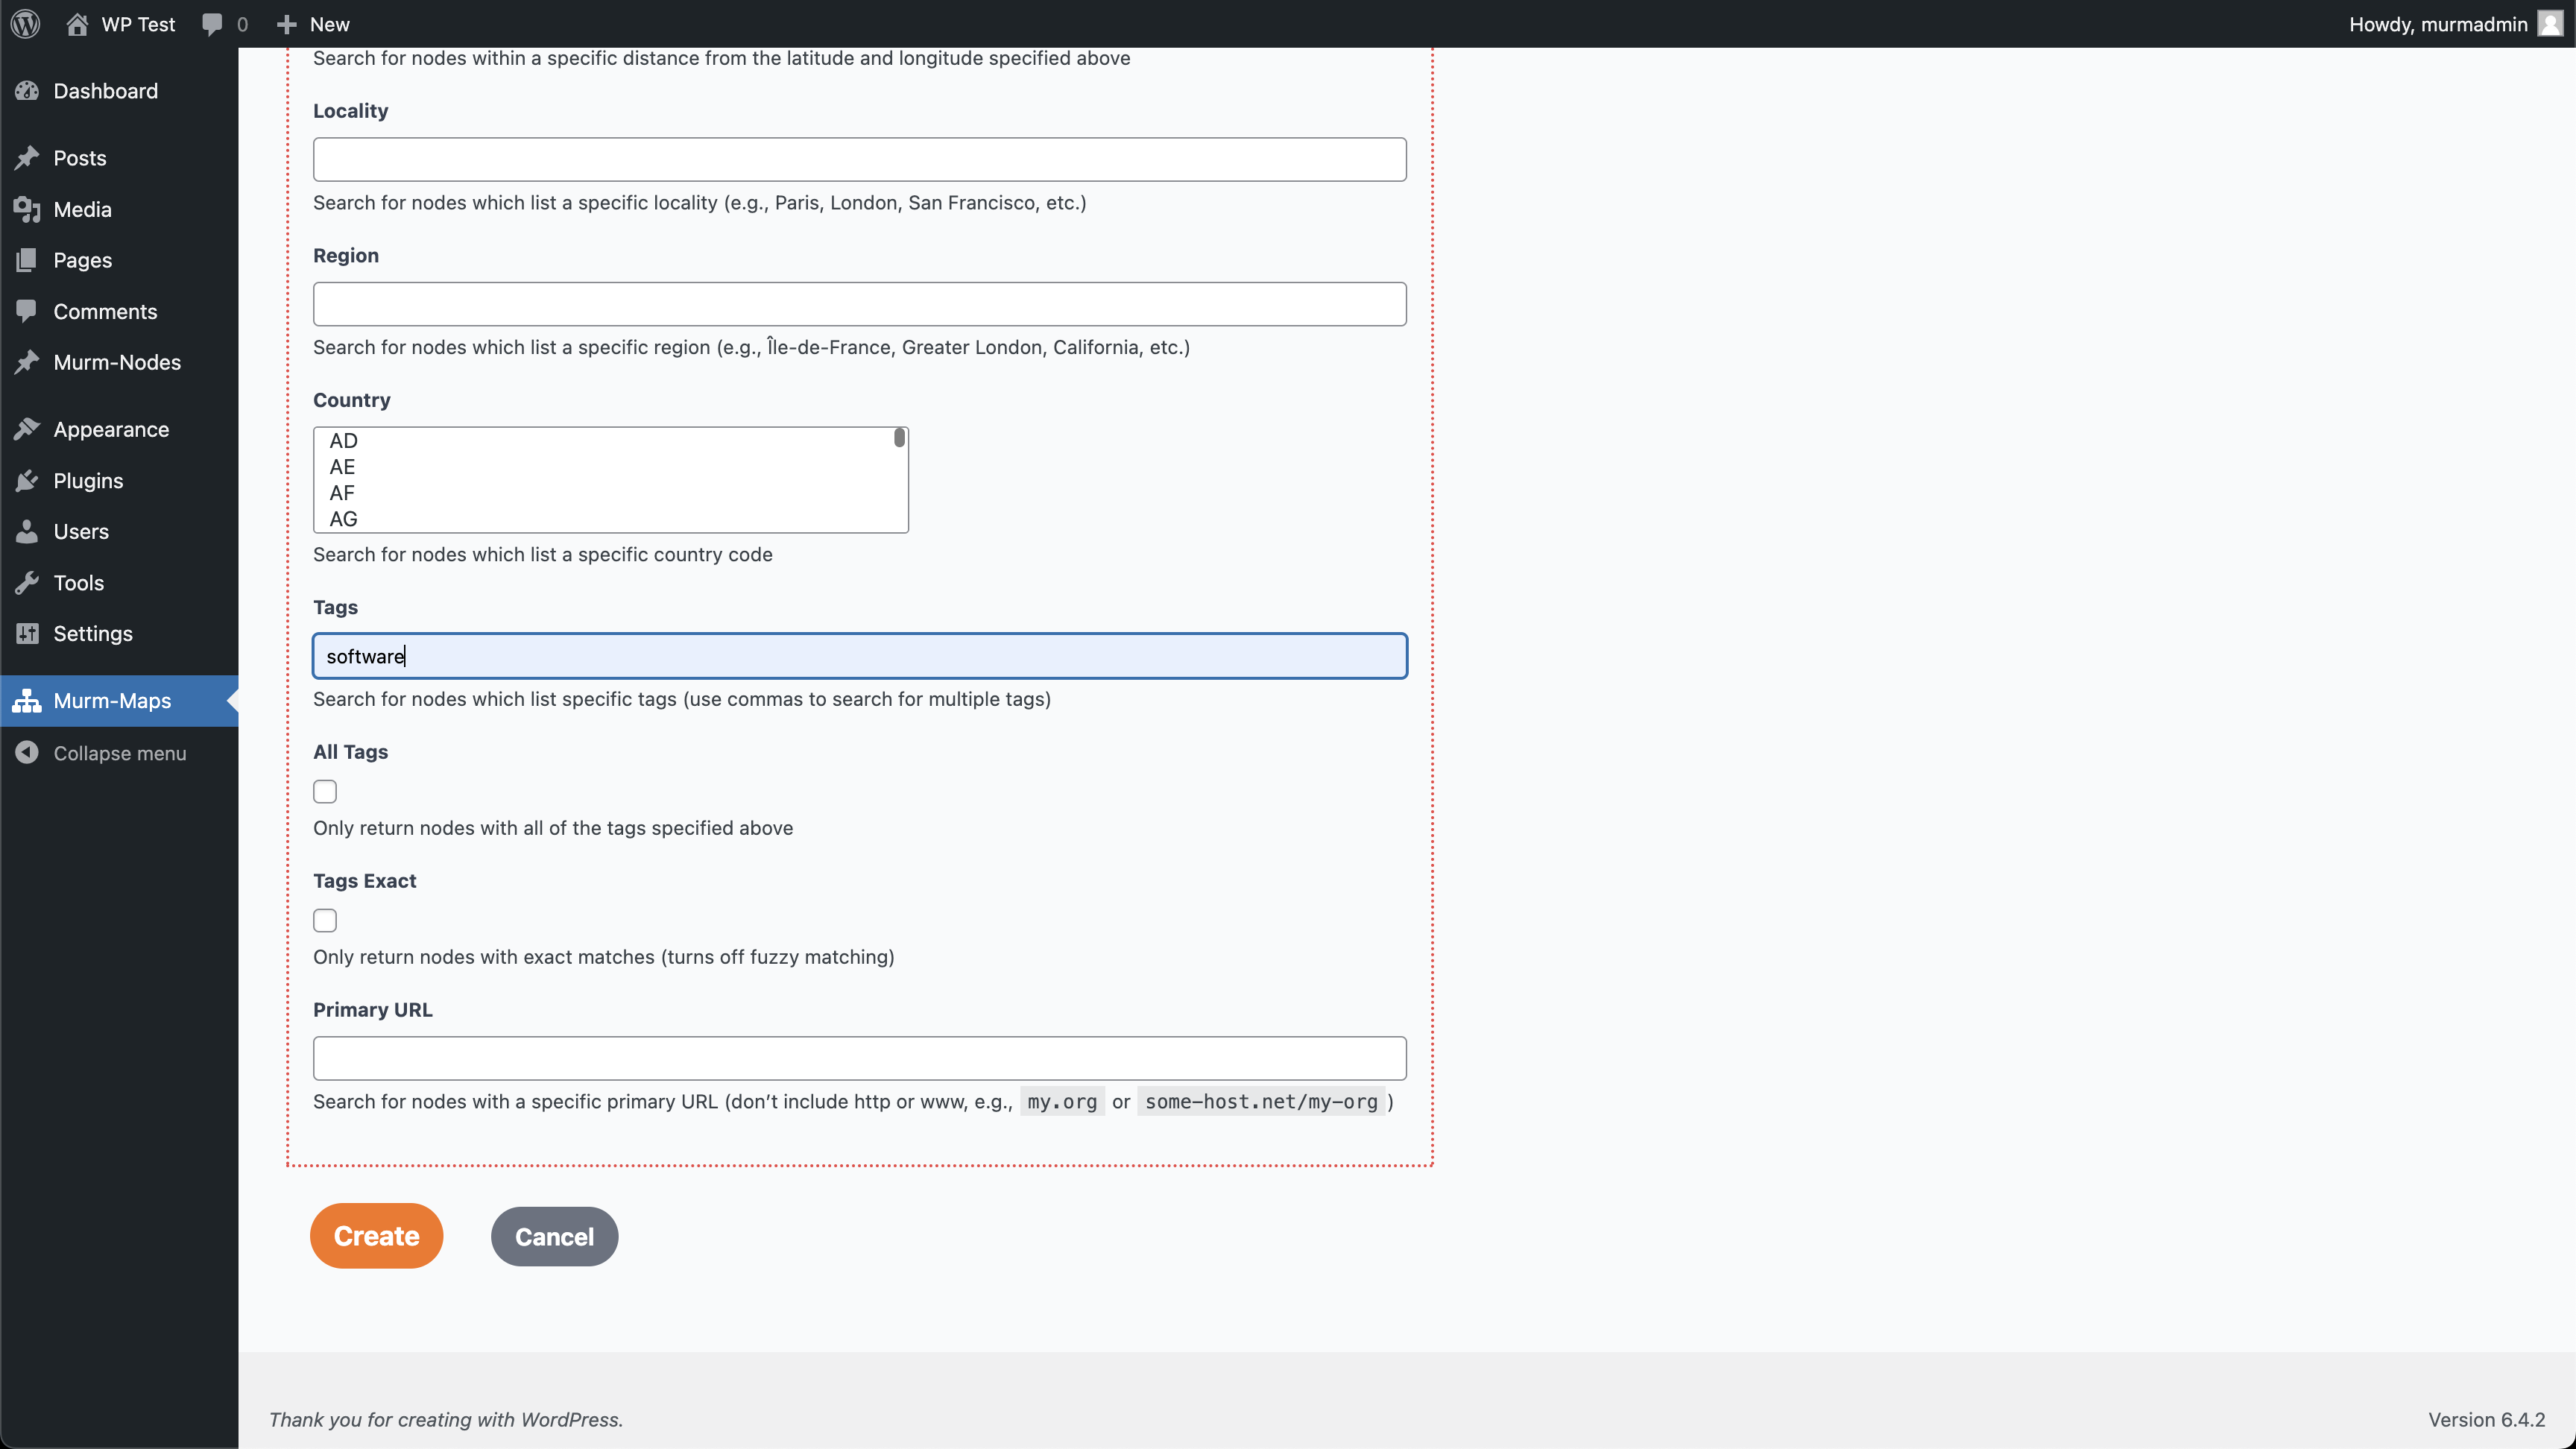 WP Test
0
New
Howdy, murmadmin
Dashboard
Posts
Media
Pages
Comments
Murm-Nodes
Appearance
Plugins
Users
Tools
Settings
Murm-Maps
Collapse menu
Search for nodes within a specific distance from the latitude and longitude specified above
Locality
Search for nodes which list a specific locality (e.g., Paris, London, San Francisco, etc.)
Region
Search for nodes which list a specific region (e.g., Île-de-France, Greater London, California, etc.)
Country
AD
AE
AF
AG
Search for nodes which list a specific country code
Tags
software
Search for nodes which list specific tags (use commas to search for multiple tags)
All Tags
Only return nodes with all of the tags specified above
Tags Exact
Only return nodes with exact matches (turns off fuzzy matching)
Primary URL
Search for nodes with a specific primary URL (don’t include http or www, e.g., my.org or some-host.net/my-org )
Create
Cancel
Thank you for creating with WordPress.
Version 6.4.2